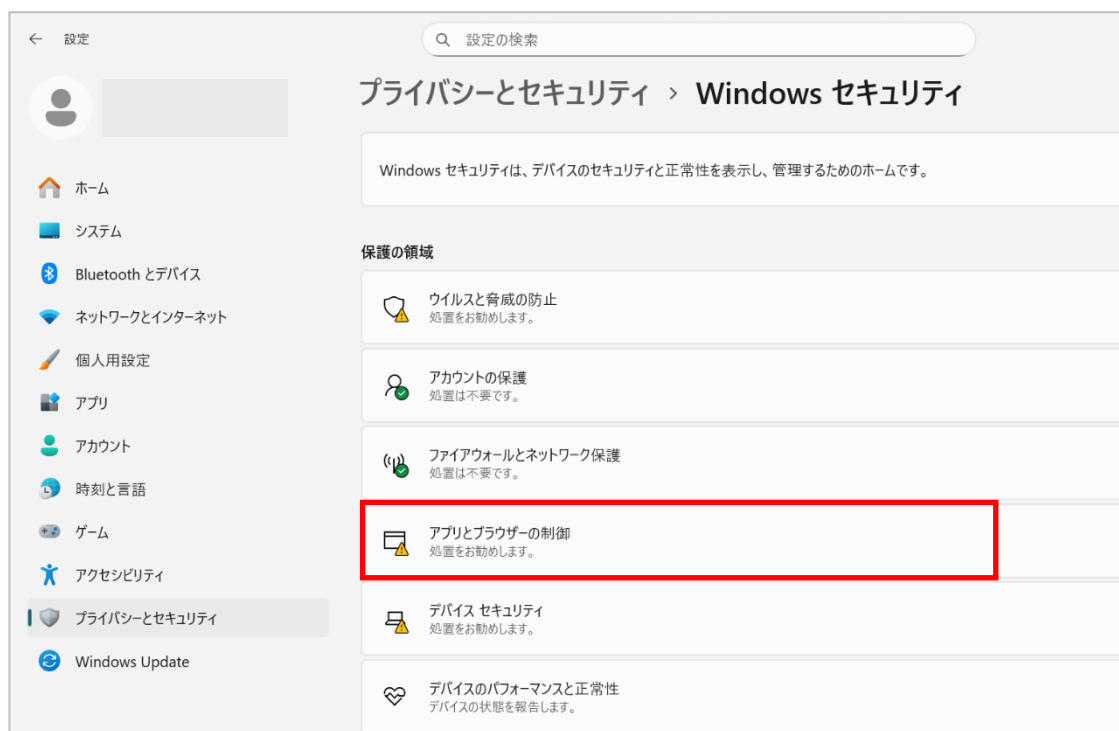 ← 設定
設定の検索
プライバシーとセキュリティ › Windows セキュリティ
Windows セキュリティは、デバイスのセキュリティと正常性を表示し、管理するためのホームです。
ホーム
システム
Bluetooth とデバイス
ネットワークとインターネット
個人用設定
アプリ
アカウント
時刻と言語
ゲーム
アクセシビリティ
プライバシーとセキュリティ
Windows Update
保護の領域
ウイルスと脅威の防止
処置をお勧めします。
アカウントの保護
処置は不要です。
ファイアウォールとネットワーク保護
処置は不要です。
アプリとブラウザーの制御
処置をお勧めします。
デバイス セキュリティ
処置をお勧めします。
デバイスのパフォーマンスと正常性
デバイスの状態を報告します。